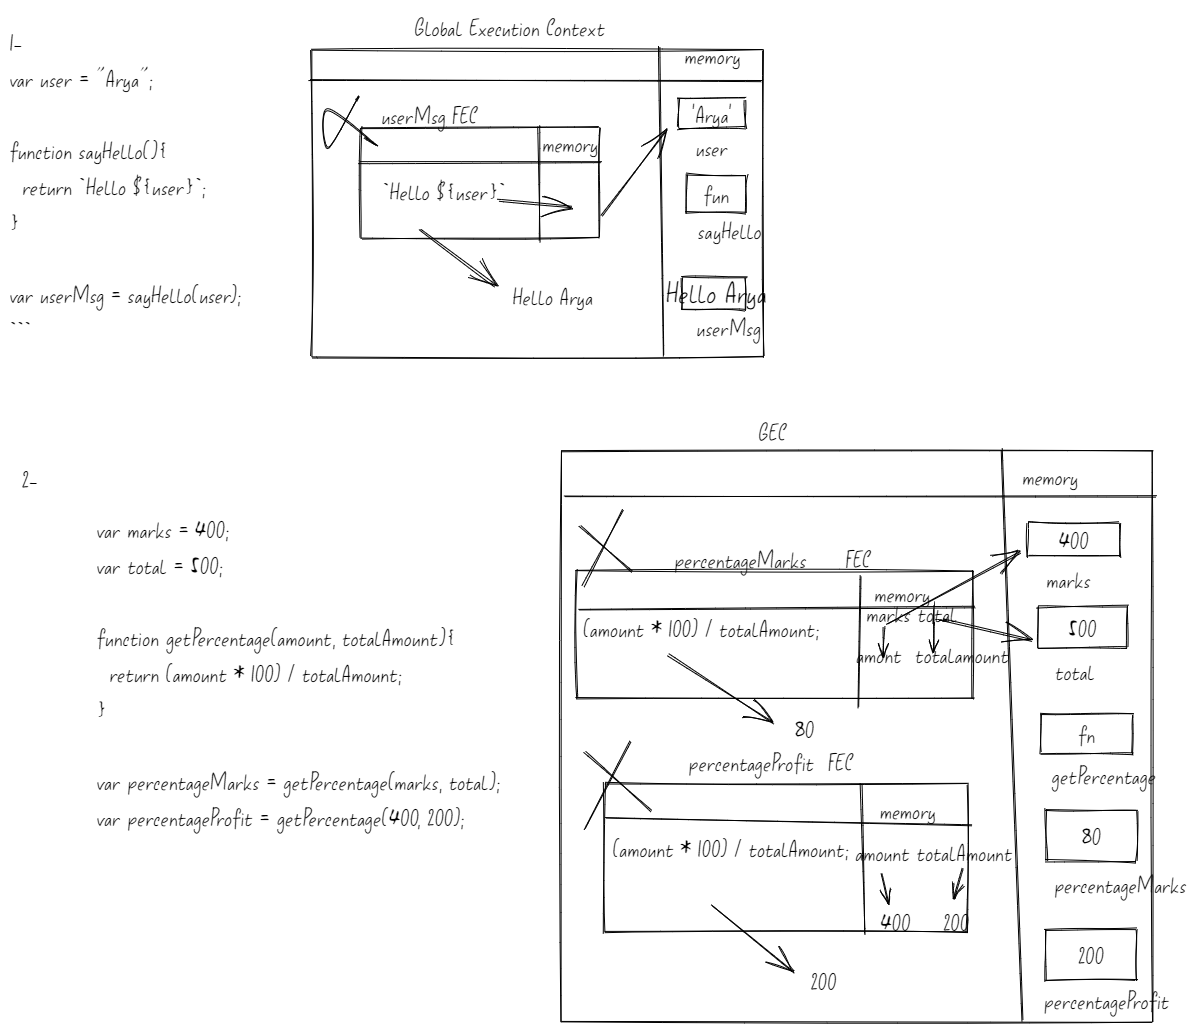 Global Execution Context
1-
var user = "Arya";
function sayHello(){
return `Hello ${user}`;
}
var userMsg = sayHello(user);
```
memory
'Arya'
user
fun
sayHello
Hello Arya
userMsg
userMsg FEC
memory
`Hello ${user}`
Hello Arya
GEC
2-
var marks = 400;
var total = 500;
function getPercentage(amount, totalAmount){
return (amount * 100) / totalAmount;
}
var percentageMarks = getPercentage(marks, total);
var percentageProfit = getPercentage(400, 200);
memory
400
marks
500
total
fn
getPercentage
80
percentageMarks
200
percentageProfit
percentageMarks FEC
memory
(amount * 100) / totalAmount;
marks total
amont totalamount
80
percentageProfit FEC
memory
(amount * 100) / totalAmount;
amount totalAmount
400 200
200